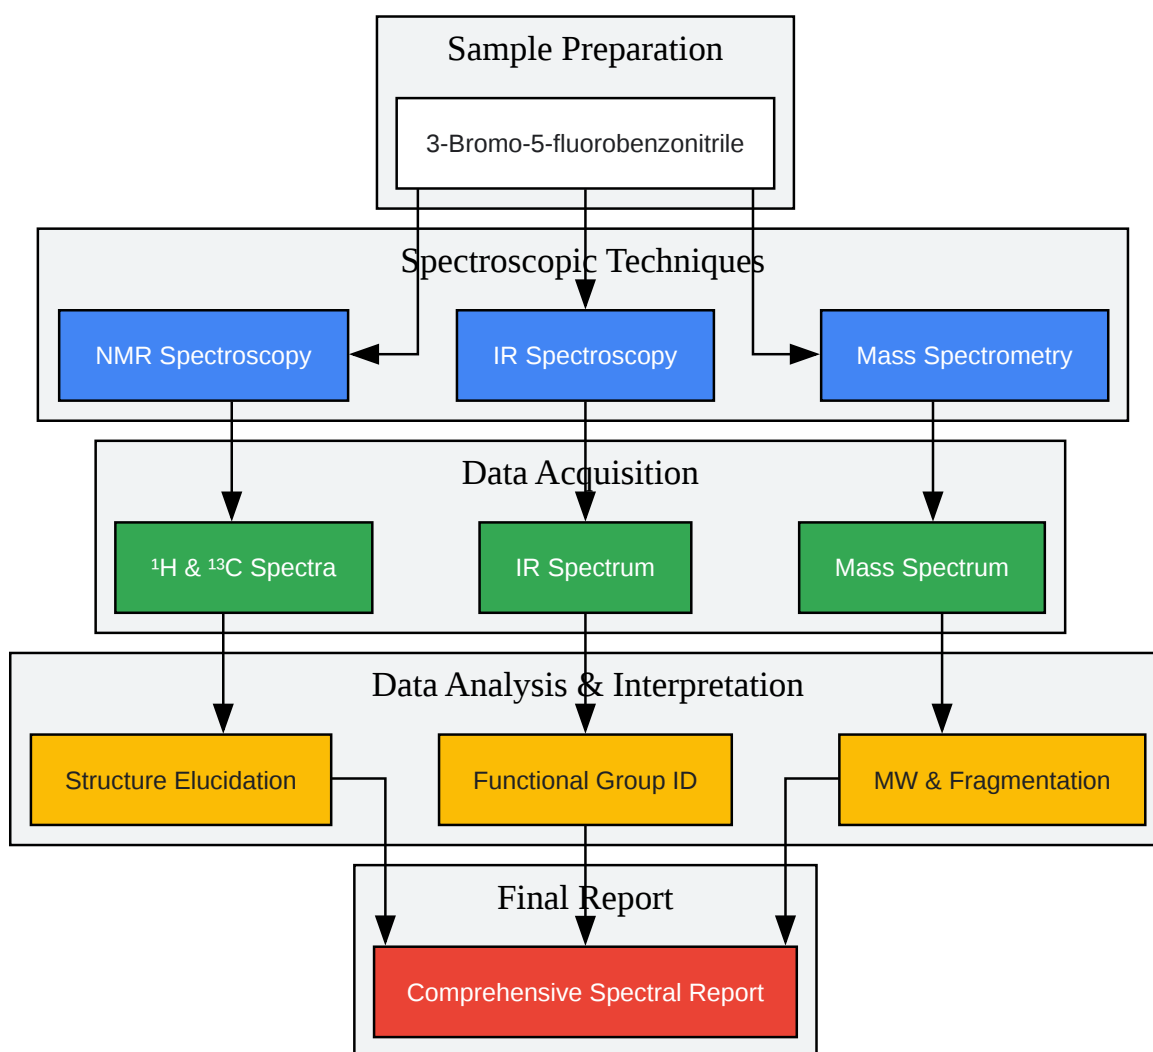 Sample Preparation
3-Bromo-5-fluorobenzonitrile
Spectroscopic Techniques
NMR Spectroscopy
IR Spectroscopy
Mass Spectrometry
Data Acquisition
¹H & ¹³C Spectra
IR Spectrum
Mass Spectrum
Data Analysis & Interpretation
Structure Elucidation
Functional Group ID
MW & Fragmentation
Final Report
Comprehensive Spectral Report